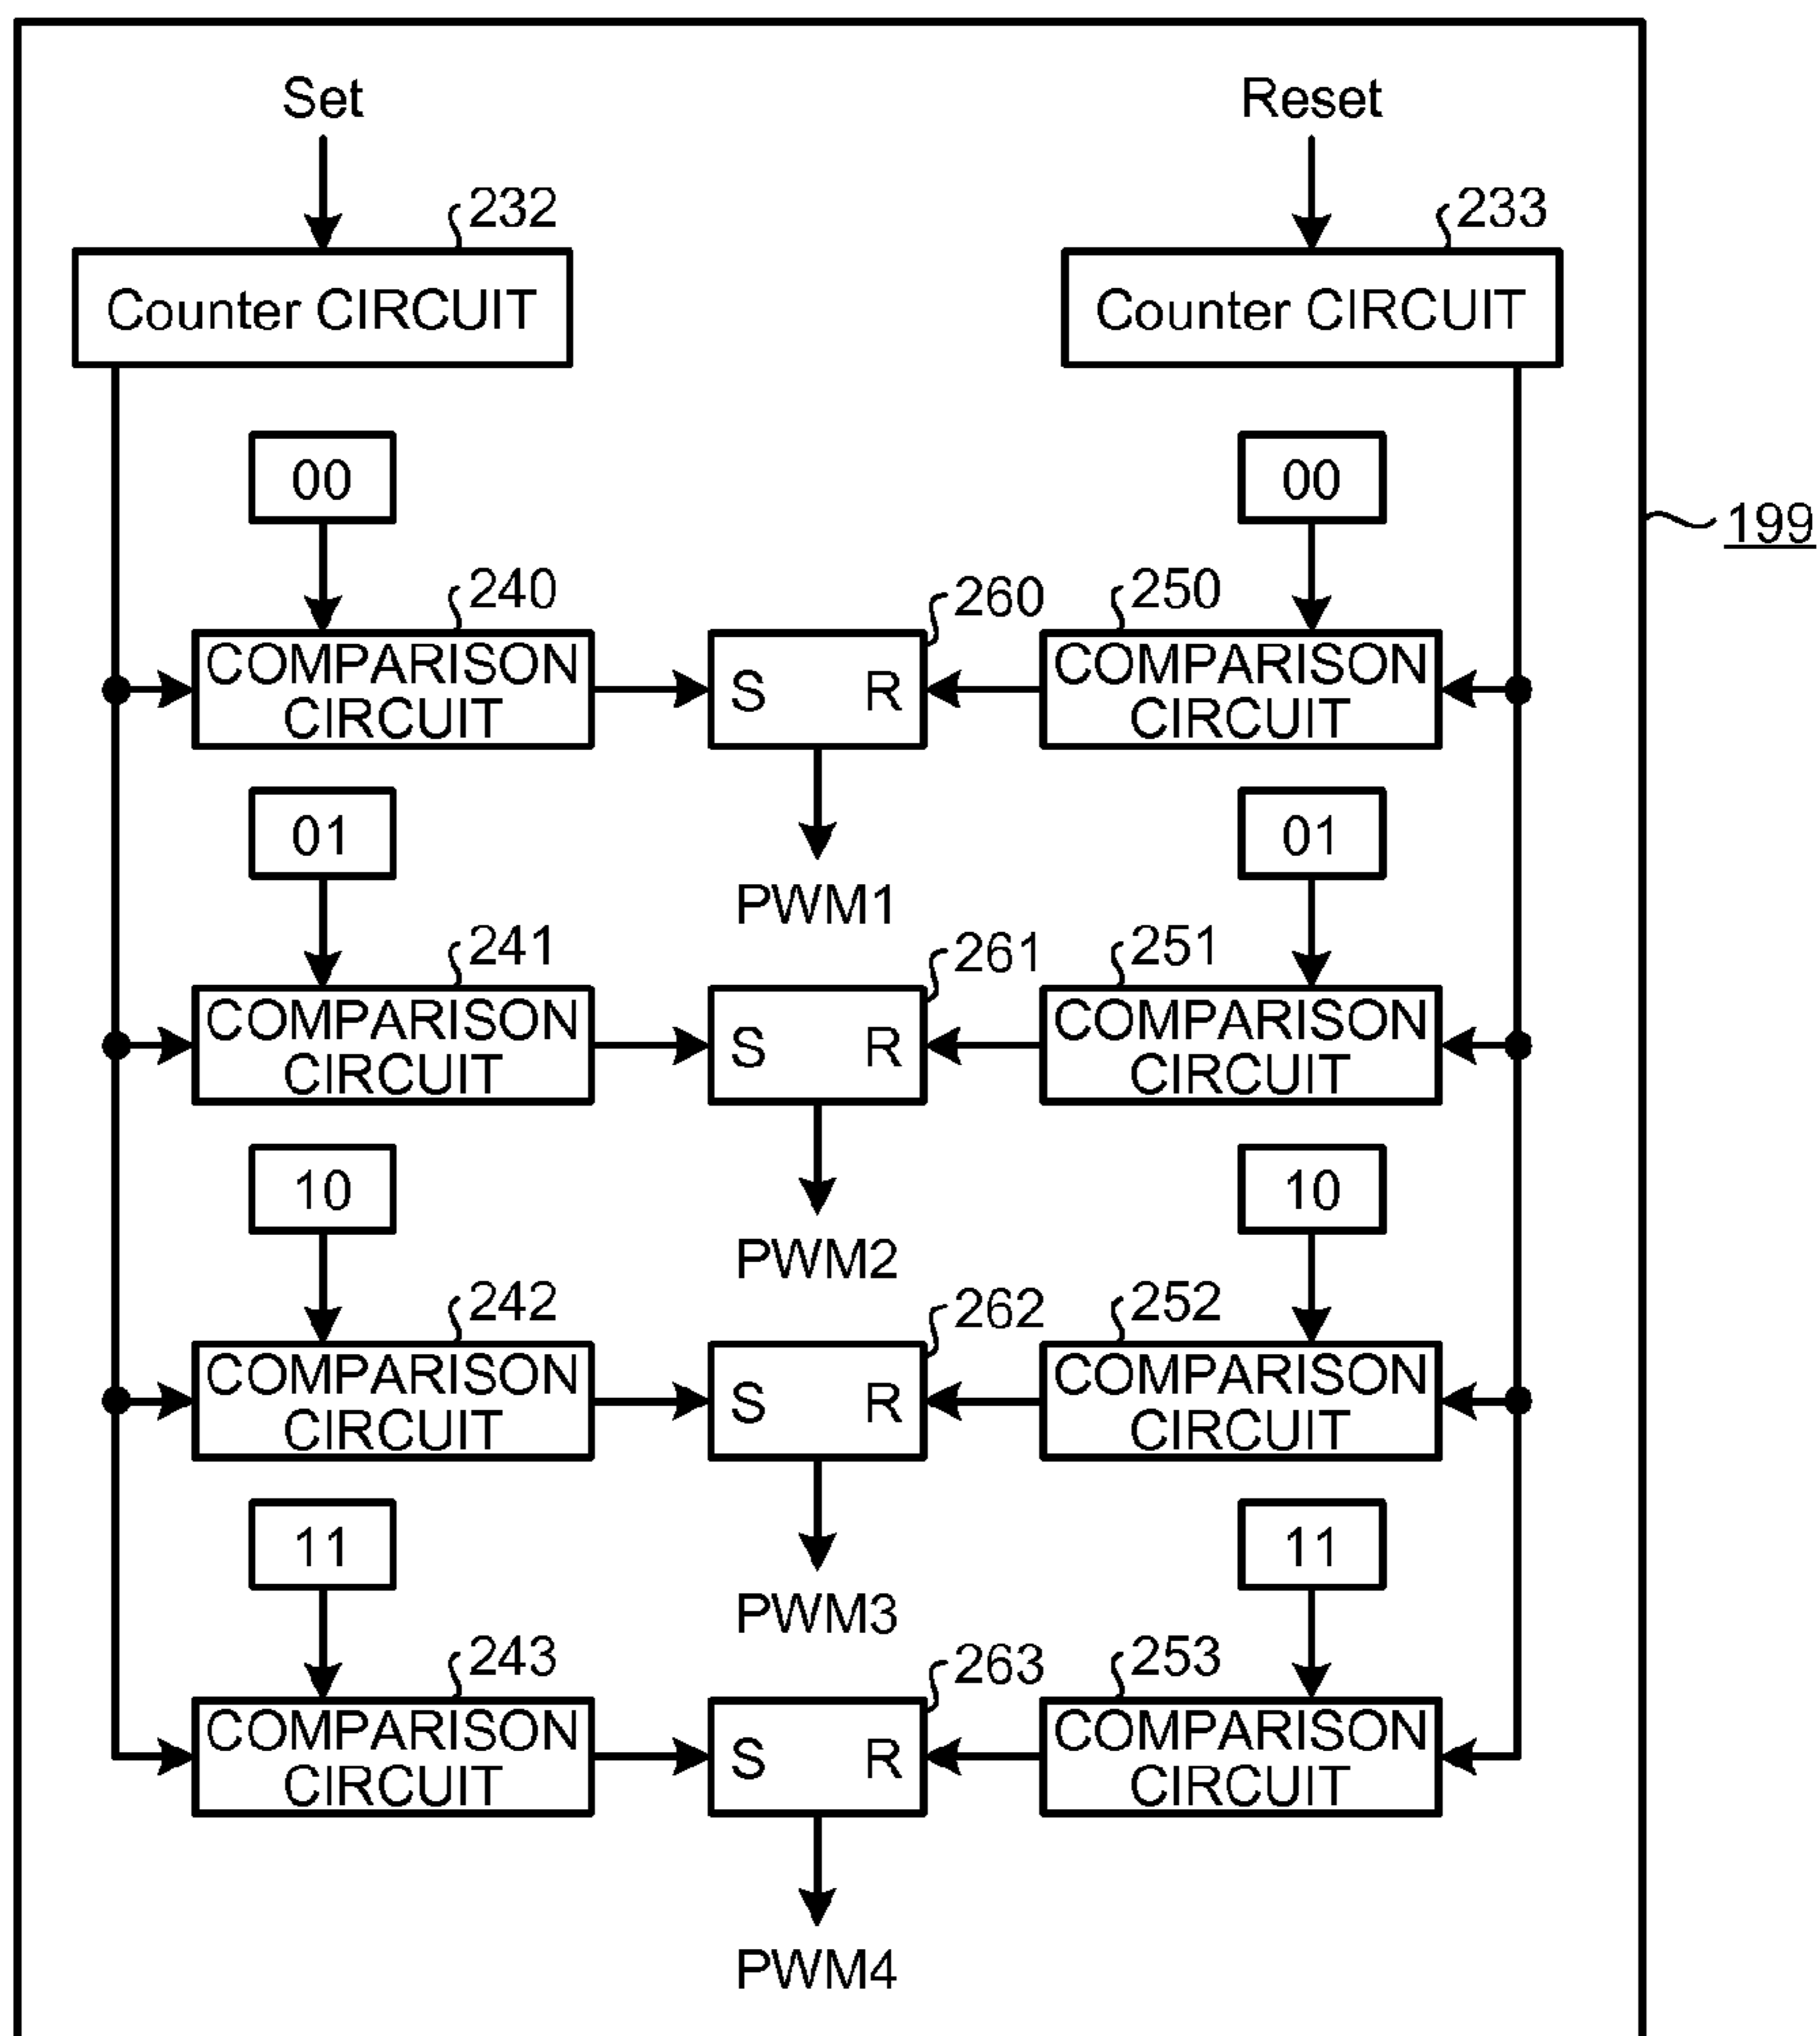 Set
Reset
232
233
Counter CIRCUIT
Counter CIRCUIT
00
00
199
240
260
250
COMPARISON
CIRCUIT
S
R
COMPARISON
CIRCUIT
01
01
PWM1
241
261
251
COMPARISON
CIRCUIT
S
R
COMPARISON
CIRCUIT
10
10
PWM2
242
262
252
COMPARISON
CIRCUIT
S
R
COMPARISON
CIRCUIT
11
11
PWM3
243
263
253
COMPARISON
CIRCUIT
S
R
COMPARISON
CIRCUIT
PWM4